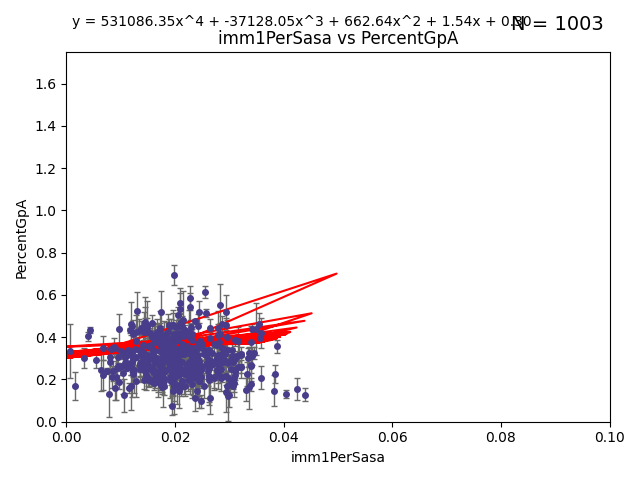 y = 531086.35x^4 + -37128.05x^3 + 662.64x^2 + 1.54x + 0.30
N = 1003
imm1PerSasa vs PercentGpA
PercentGpA
1.6
1.4
1.2
1.0
0.8
0.6
0.4
0.2
0.0
0.00 0.02 0.04 0.06 0.08 0.10
imm1PerSasa